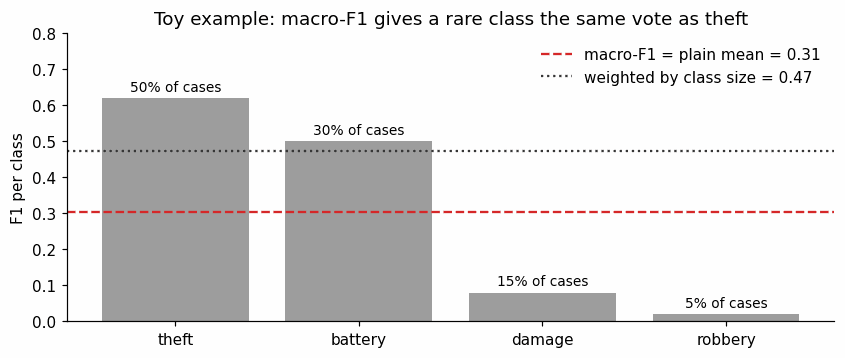 Toy example: macro-F1 gives a rare class the same vote as theft
macro-F1 = plain mean = 0.31
weighted by class size = 0.47
F1 per class
0.8
0.7
0.6
0.5
0.4
0.3
0.2
0.1
0.0
50% of cases
30% of cases
15% of cases
5% of cases
theft
battery
damage
robbery